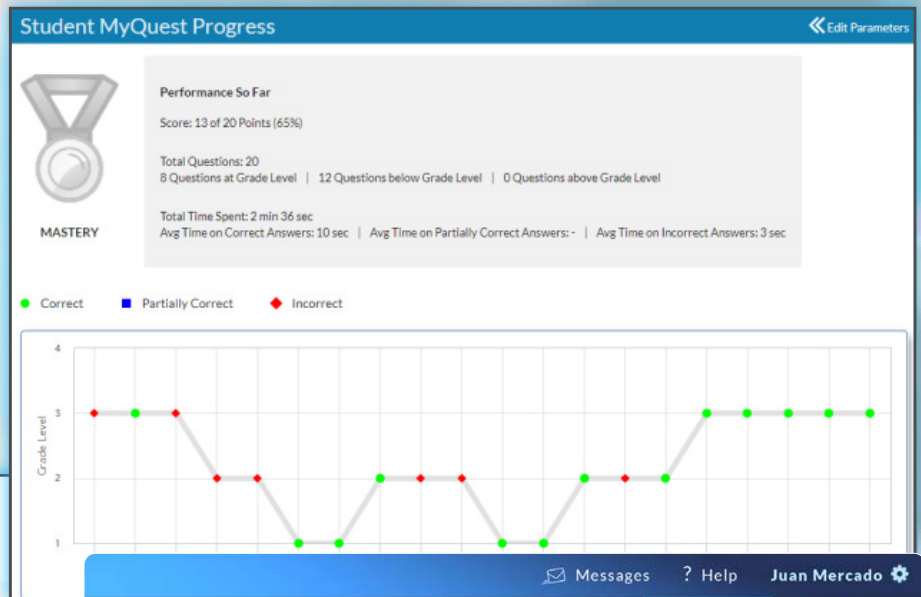 Student MyQuest Progress
Edit Parameters
Performance So Far
Score: 13 of 20 Points (65%)
Total Questions: 20
8 Questions at Grade Level | 12 Questions below Grade Level | 0 Questions above Grade Level
Total Time Spent: 2 min 36 sec
Avg Time on Correct Answers: 10 sec | Avg Time on Partially Correct Answers: - | Avg Time on Incorrect Answers: 3 sec
MASTERY
Correct
Partially Correct
Incorrect
Grade Level
4
3
2
1
Messages
? Help
Juan Mercado